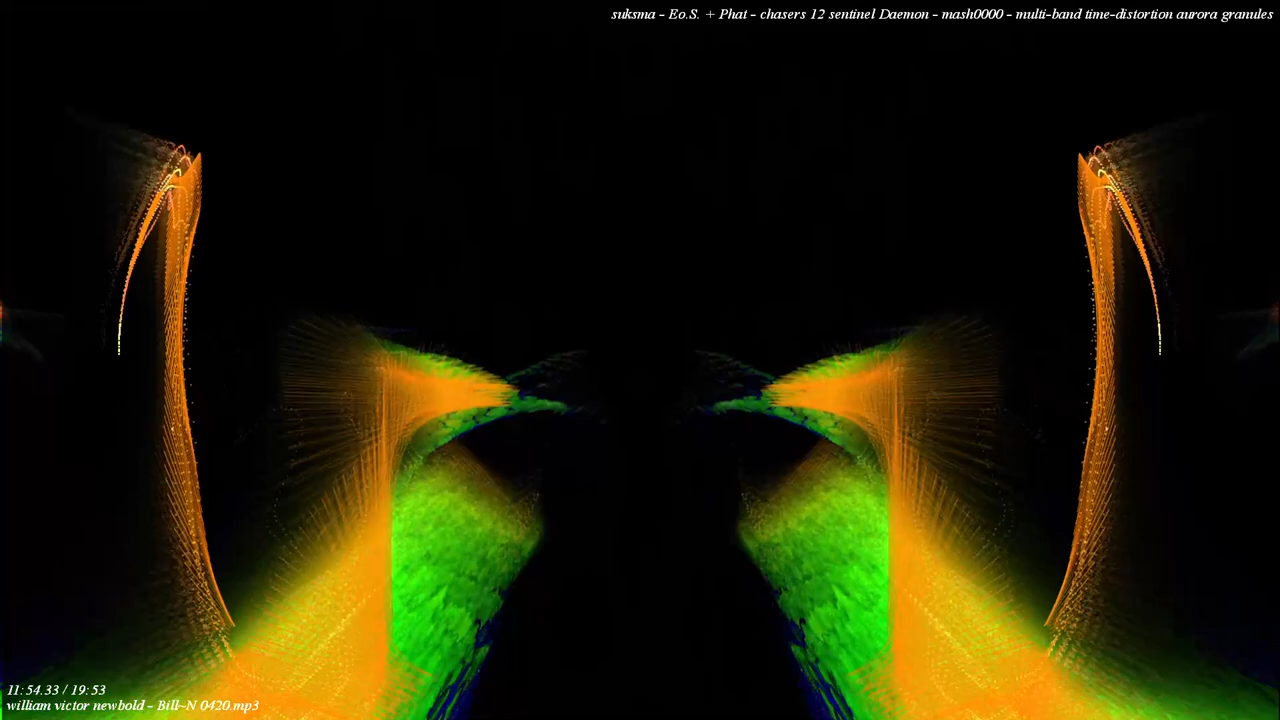 suksma - Eo.S. + Phat - chasers 12 sentinel Daemon - mash0000 - multi-band time-distortion aurora granules
11:54.33 / 19:53
william victor newbold - Bill~N 0420.mp3